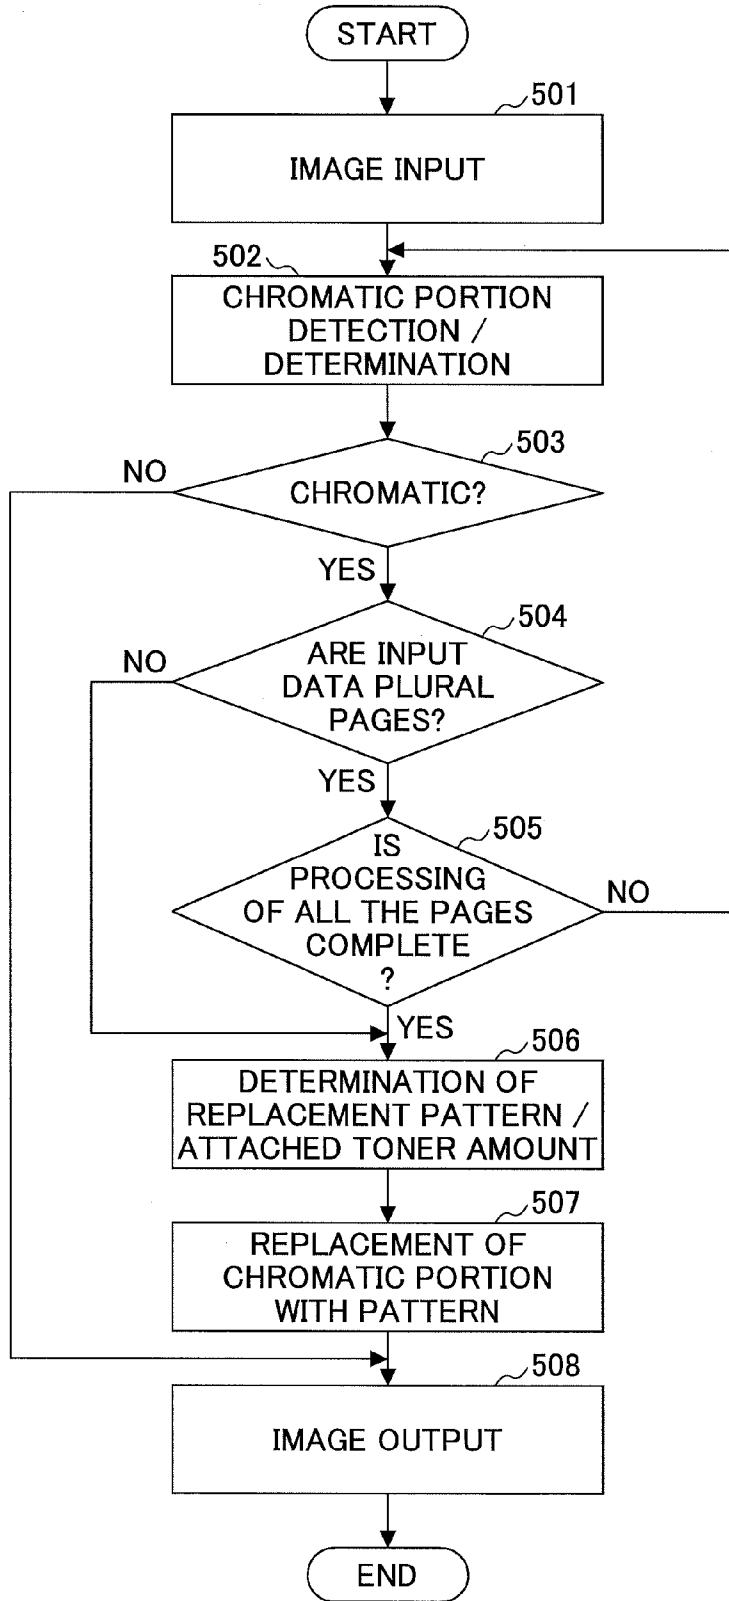 START
501
IMAGE INPUT
502
CHROMATIC PORTION
DETECTION /
DETERMINATION
503
NO
CHROMATIC?
YES
504
NO
ARE INPUT
DATA PLURAL
PAGES?
YES
505
IS
PROCESSING
OF ALL THE PAGES
COMPLETE
?
NO
YES
506
DETERMINATION OF
REPLACEMENT PATTERN /
ATTACHED TONER AMOUNT
507
REPLACEMENT OF
CHROMATIC PORTION
WITH PATTERN
508
IMAGE OUTPUT
END